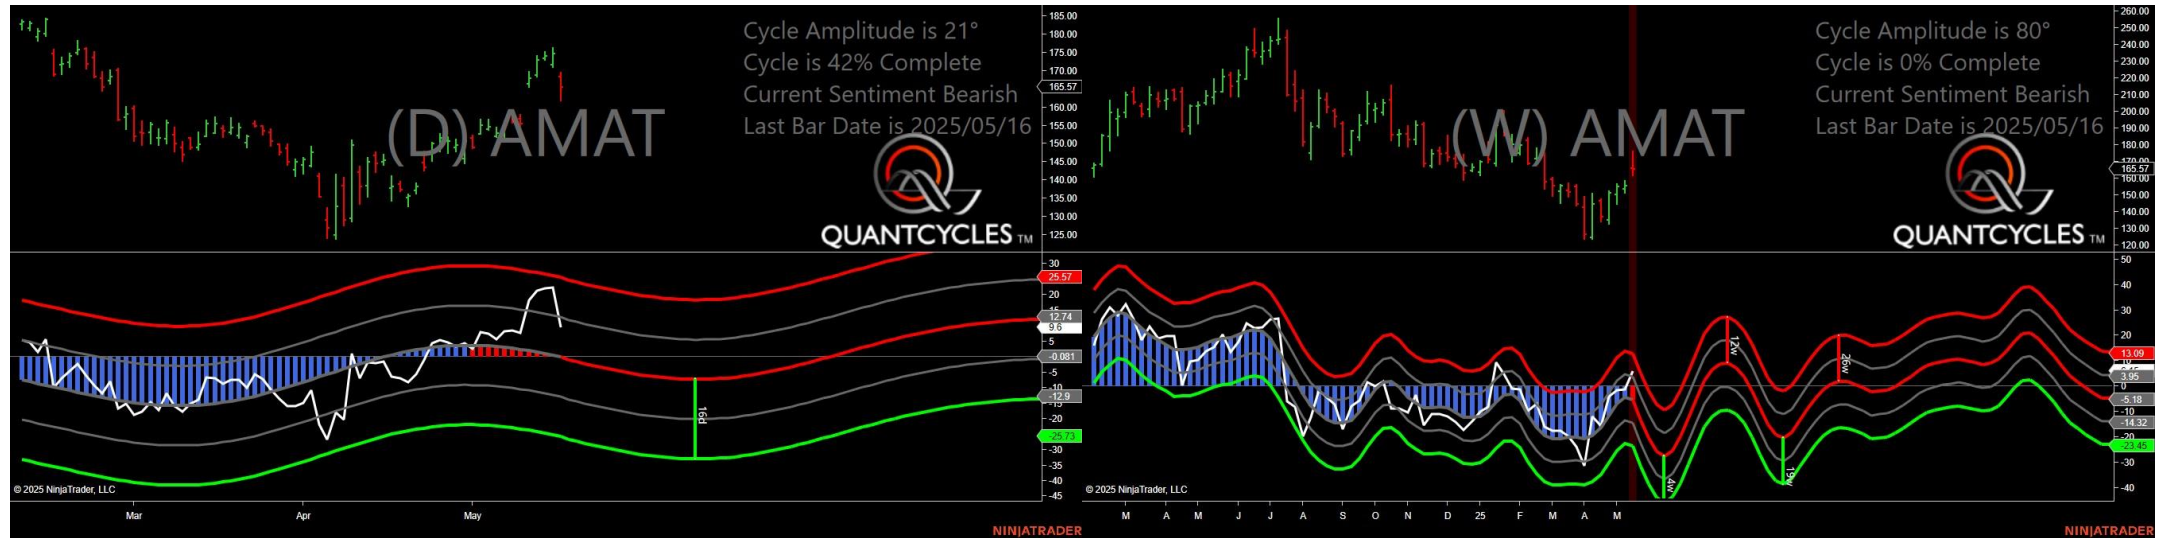 Cycle Amplitude is 21°
Cycle is 42% Complete
Current Sentiment Bearish
Last Bar Date is 2025/05/16
(D) AMAT
QUANTCYCLES TM
185.00
180.00
175.00
170.00
165.57
160.00
155.00
150.00
145.00
140.00
135.00
130.00
125.00
30
25.57
20
12.74
9.6
5
-0.081
-5
-10
-12.9
-20
-25.73
-30
-35
-40
-45
16d
© 2025 NinjaTrader, LLC
Mar
Apr
May
NINJATRADER
Cycle Amplitude is 80°
Cycle is 0% Complete
Current Sentiment Bearish
Last Bar Date is 2025/05/16
(W) AMAT
QUANTCYCLES TM
260.00
250.00
240.00
230.00
220.00
210.00
200.00
190.00
180.00
170.00
165.57
160.00
150.00
140.00
130.00
120.00
50
40
30
20
13.09
3.95
0
-5.18
-10
-14.32
-20
-23.45
-30
-40
4w
12w
19w
26w
© 2025 NinjaTrader, LLC
M
A
M
J
J
A
S
O
N
D
25
F
M
A
M
NINJATRADER